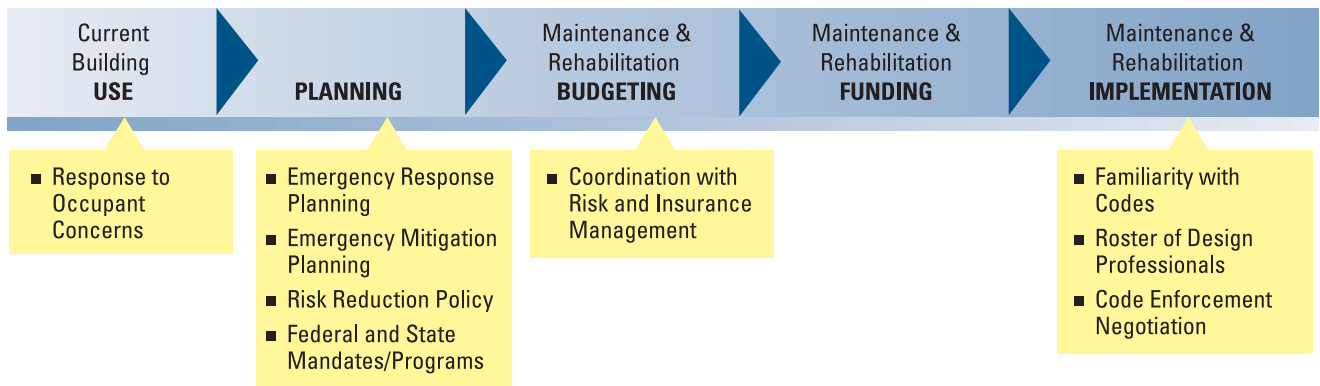 Current
Building
USE
PLANNING
Maintenance &
Rehabilitation
BUDGETING
Maintenance &
Rehabilitation
FUNDING
Maintenance &
Rehabilitation
IMPLEMENTATION
■ Response to
Occupant
Concerns
■ Emergency Response
Planning
■ Emergency Mitigation
Planning
■ Risk Reduction Policy
■ Federal and State
Mandates/Programs
■ Coordination with
Risk and Insurance
Management
■ Familiarity with
Codes
■ Roster of Design
Professionals
■ Code Enforcement
Negotiation